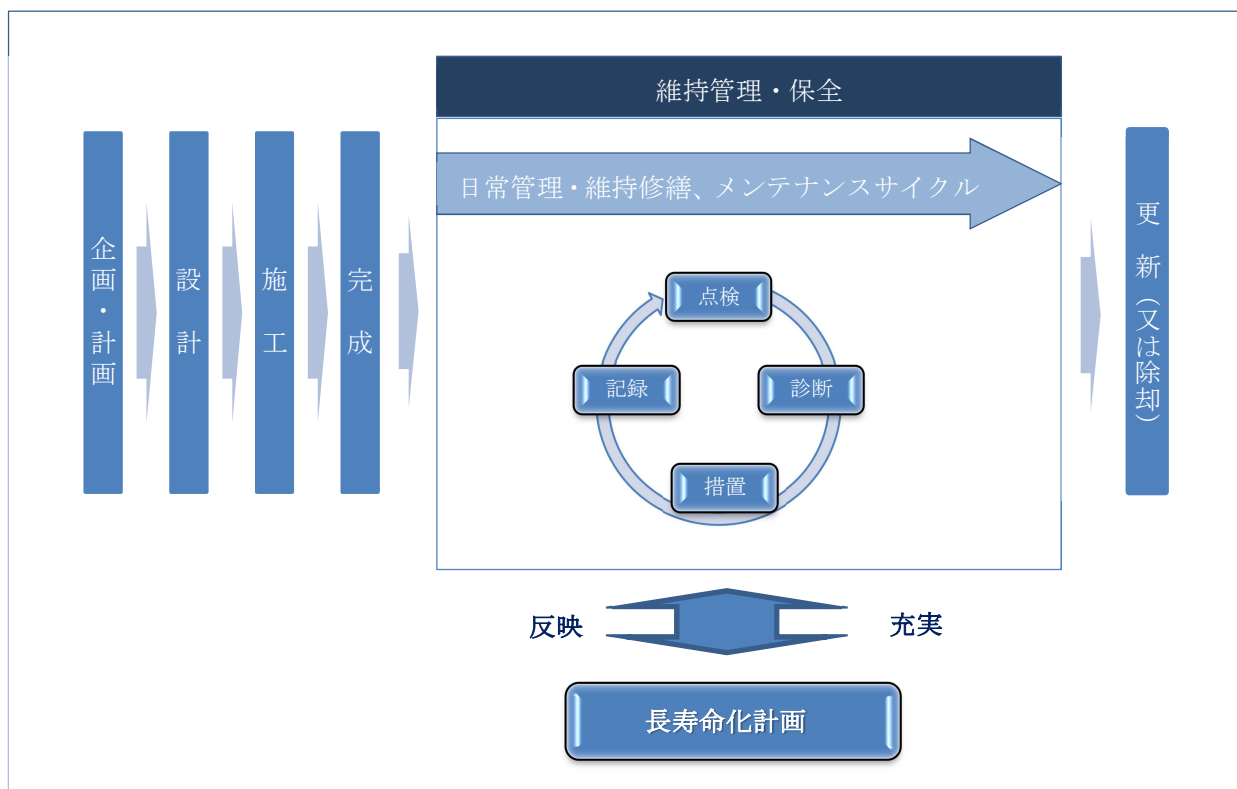 維持管理・保全
日常管理・維持修繕、メンテナンスサイクル
企画・計画
設計
施工
完成
点検
診断
措置
記録
更新（又は除却）
反映
充実
長寿命化計画